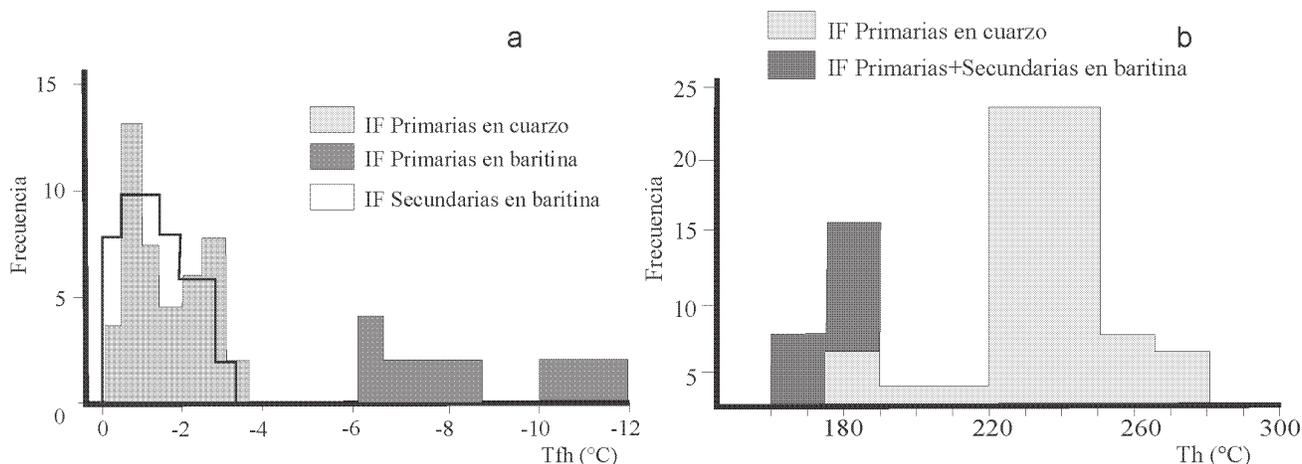 a
15
10
5
0
Frecuencia
IF Primarias en cuarzo
IF Primarias en baritina
IF Secundarias en baritina
0 -2 -4 -6 -8 -10 -12
Tfh (°C)
b
IF Primarias en cuarzo
IF Primarias+Secundarias en baritina
25
20
15
10
5
Frecuencia
180 220 260 300
Th (°C)